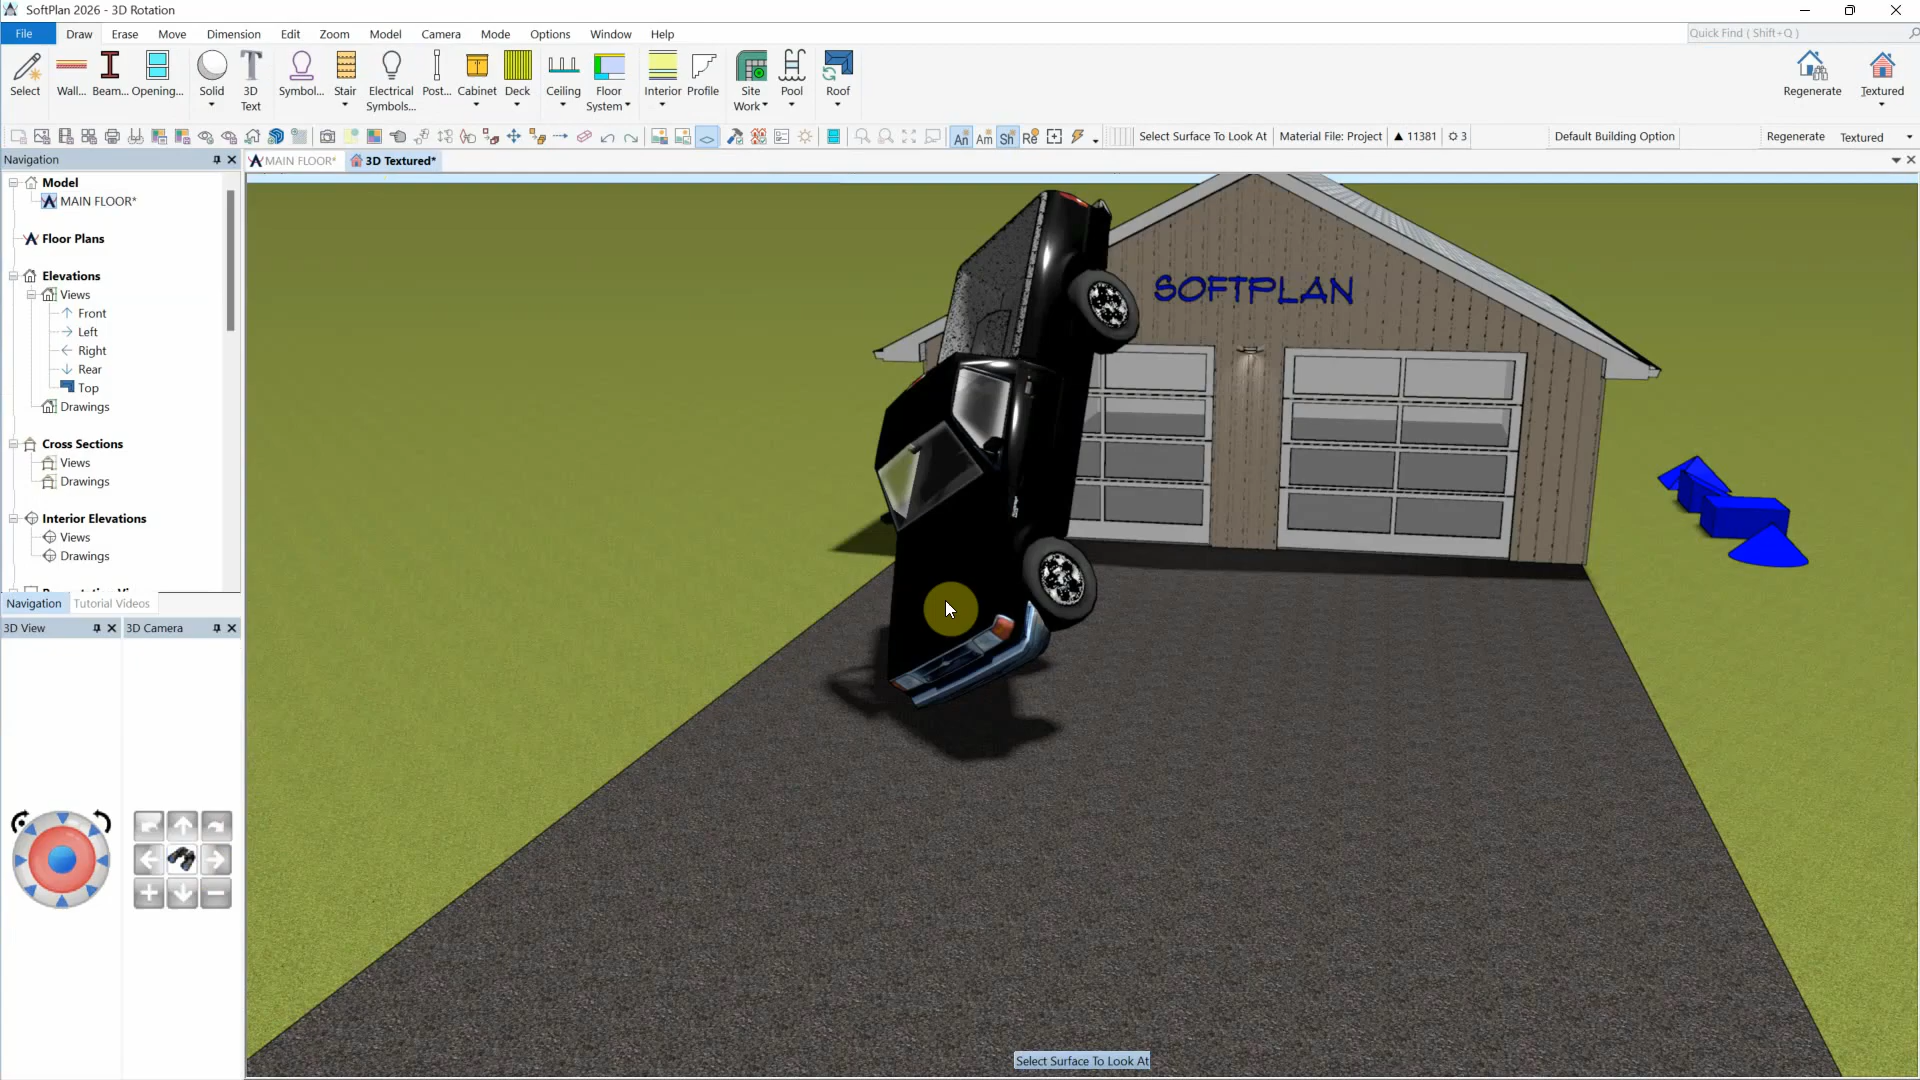 SoftPlan 2026 - 3D Rotation
File Draw Erase Move Dimension Edit Zoom Model Camera Mode Options Window Help
Quick Find ( Shift+Q )
Select Wall... Beam... Opening... Solid 3D Text Symbol... Stair Electrical Symbols... Post... Cabinet Deck Ceiling Floor System Interior Profile Site Work Pool Roof Regenerate Textured
An Am Sh Re Select Surface To Look At Material File: Project 11381 3 Default Building Option Regenerate Textured
Navigation MAIN FLOOR* 3D Textured*
Model
MAIN FLOOR*
Floor Plans
Elevations
Views
Front
Left
Right
Rear
Top
Drawings
Cross Sections
Views
Drawings
Interior Elevations
Views
Drawings
Navigation Tutorial Videos
3D View 3D Camera
SOFTPLAN
Select Surface To Look At